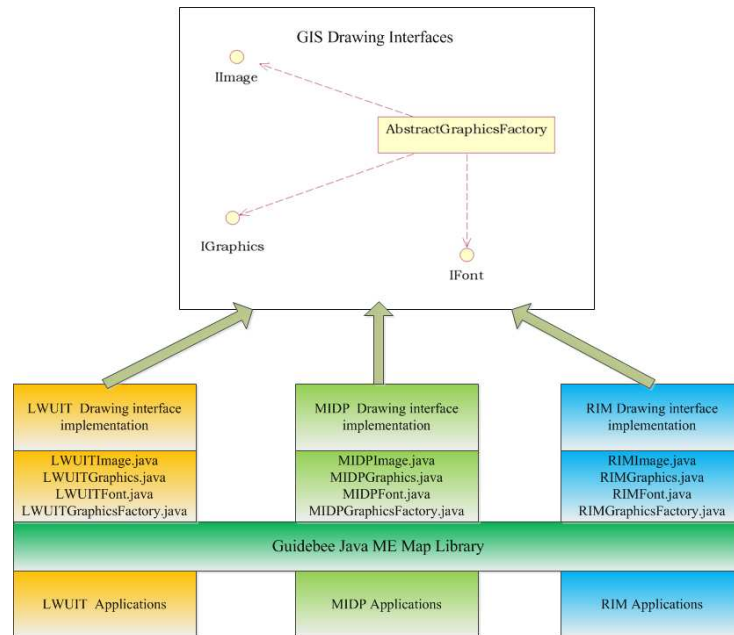 GIS Drawing Interfaces
IImage
AbstractGraphicsFactory
IGraphics
IFont
LWUIT Drawing interface
implementation
MIDP Drawing interface
implementation
RIM Drawing interface
implementation
LWUITImage.java
LWUITGraphics.java
LWUITFont.java
LWUITGraphicsFactory.java
MIDPImage.java
MIDPGraphics.java
MIDPFont.java
MIDPGraphicsFactory.java
RIMImage.java
RIMGraphics.java
RIMFont.java
RIMGraphicsFactory.java
Guidebee Java ME Map Library
LWUIT Applications
MIDP Applications
RIM Applications